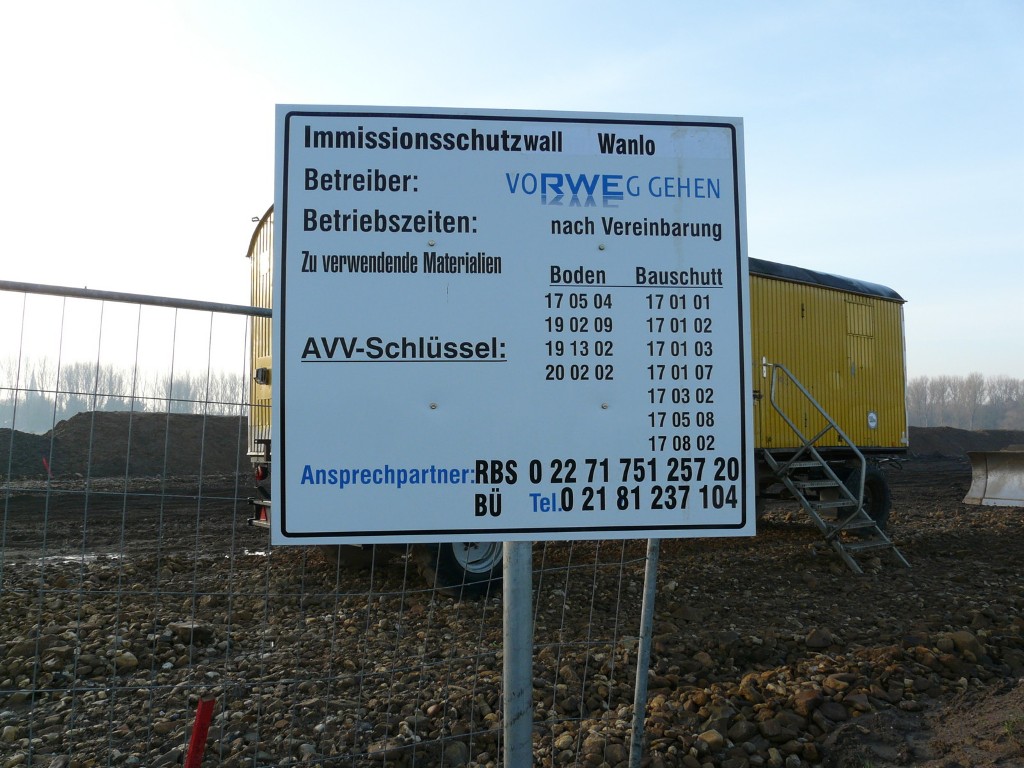 Immissionsschutzwall Wanlo
Betreiber: VORWEG GEHEN
Betriebszeiten: nach Vereinbarung
Zu verwendende Materialien
Boden Bauschutt
17 05 04 17 01 01
19 02 09 17 01 02
AVV-Schlüssel: 19 13 02 17 01 03
20 02 02 17 01 07
17 03 02
17 05 08
17 08 02
Ansprechpartner: RBS 0 22 71 751 257 20
BÜ Tel. 0 21 81 237 104